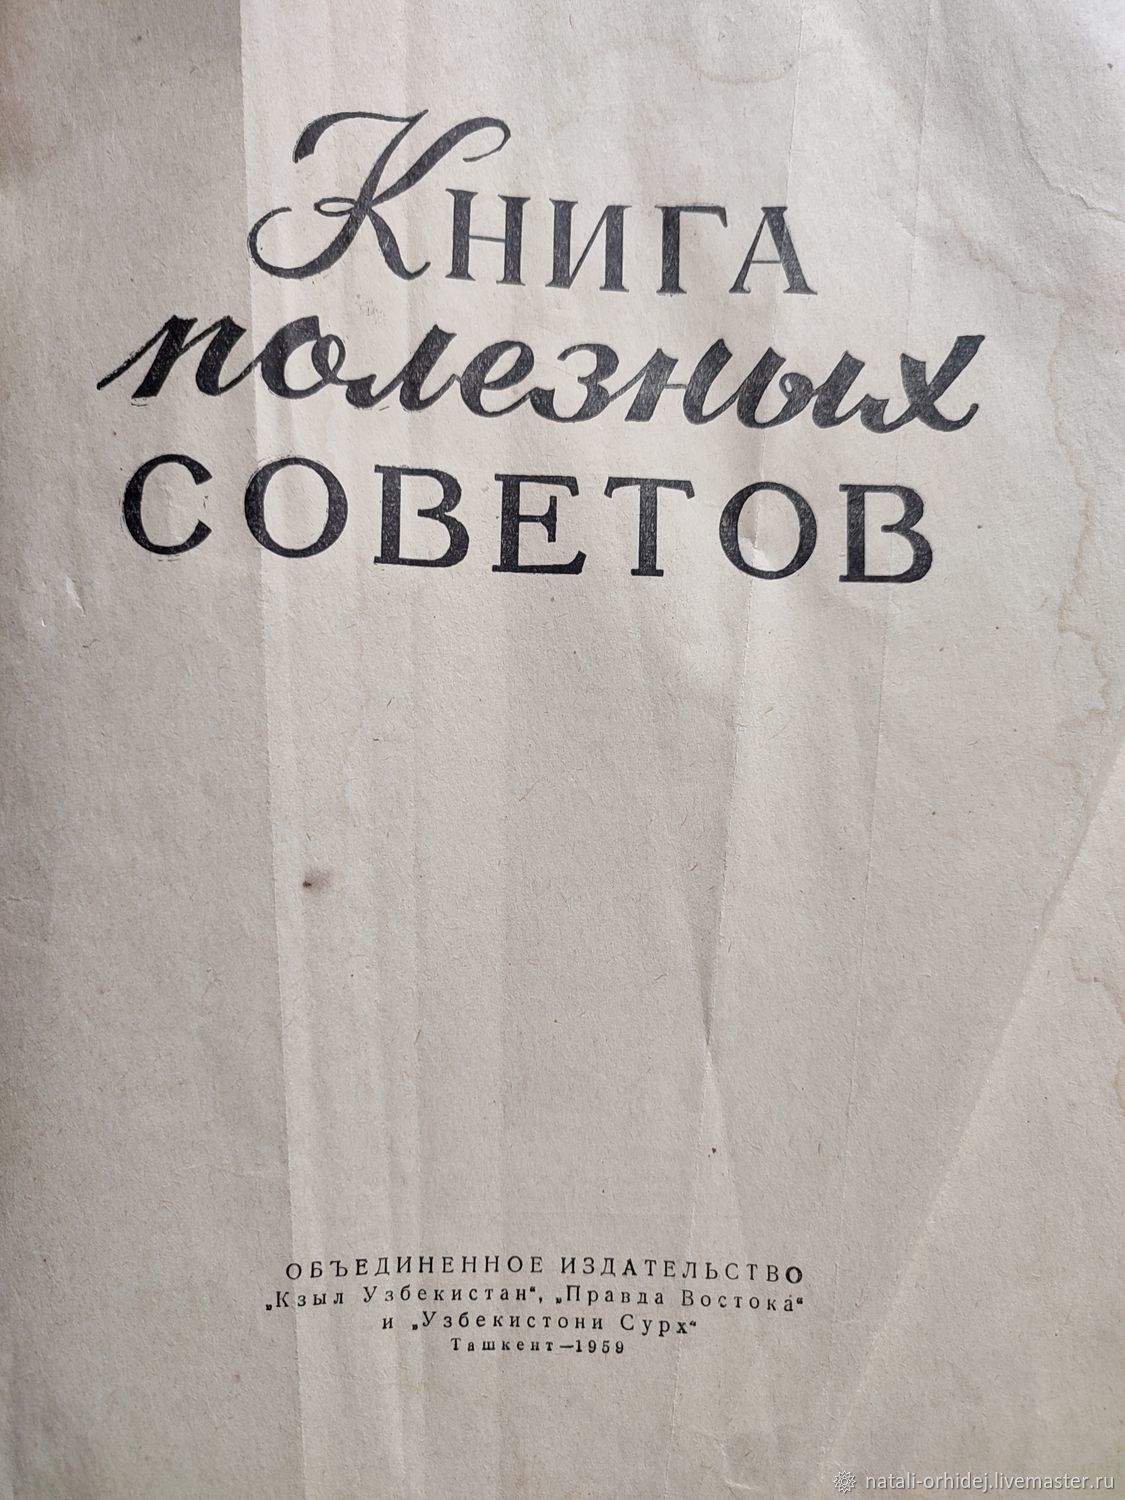 Книга
полезных
СОВЕТОВ
ОБЪЕДИНЕННОЕ ИЗДАТЕЛЬСТВО
„Кзыл Узбекистан“, „Правда Востока“
и „Узбекистони Сурх“
Ташкент—1959
natali-orhidej.livemaster.ru